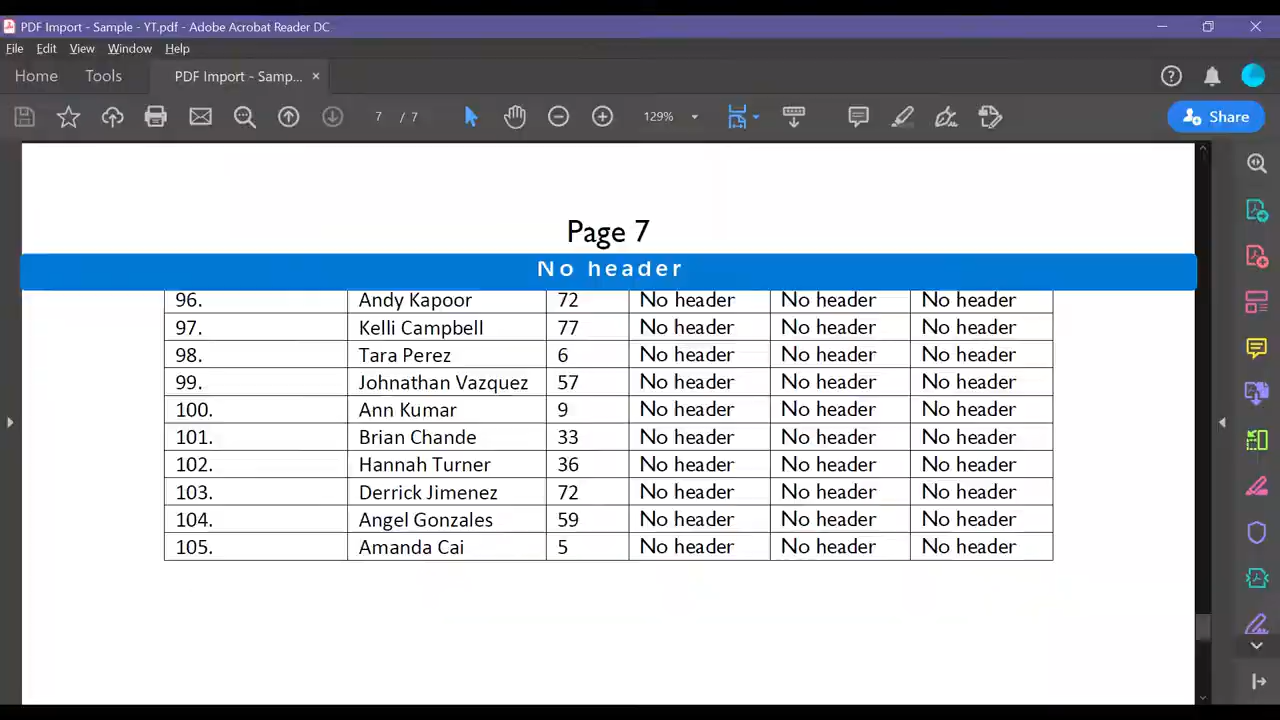 PDF Import - Sample - YT.pdf - Adobe Acrobat Reader DC
File Edit View Window Help
Home Tools PDF Import - Samp... ×
7 / 7 129% Share
Page 7
No header
96. Andy Kapoor 72 No header No header No header
97. Kelli Campbell 77 No header No header No header
98. Tara Perez 6 No header No header No header
99. Johnathan Vazquez 57 No header No header No header
100. Ann Kumar 9 No header No header No header
101. Brian Chande 33 No header No header No header
102. Hannah Turner 36 No header No header No header
103. Derrick Jimenez 72 No header No header No header
104. Angel Gonzales 59 No header No header No header
105. Amanda Cai 5 No header No header No header